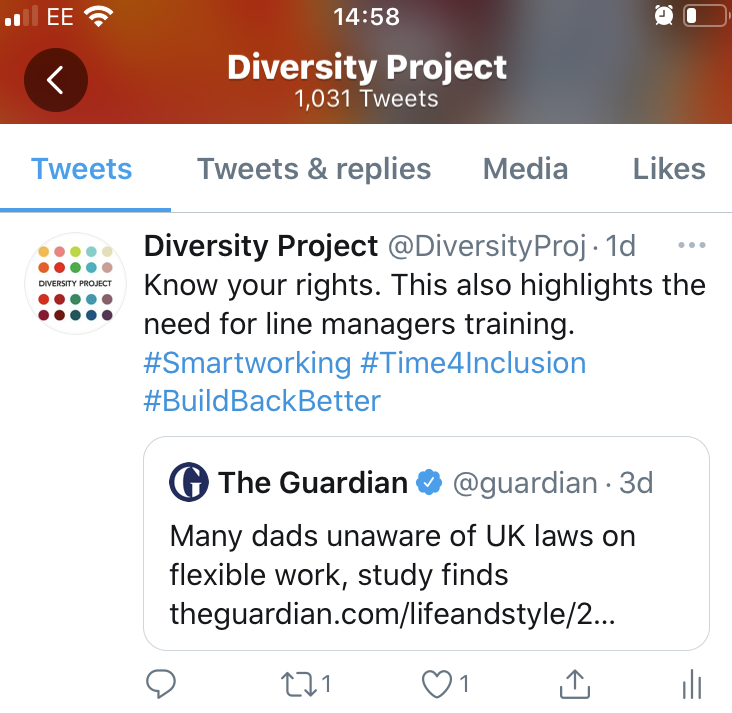 EE 14:58
Diversity Project
1,031 Tweets
Tweets Tweets & replies Media Likes
DIVERSITY PROJECT
Diversity Project @DiversityProj · 1d
Know your rights. This also highlights the
need for line managers training.
#Smartworking #Time4Inclusion
#BuildBackBetter
The Guardian @guardian · 3d
Many dads unaware of UK laws on
flexible work, study finds
theguardian.com/lifeandstyle/2...
1 1